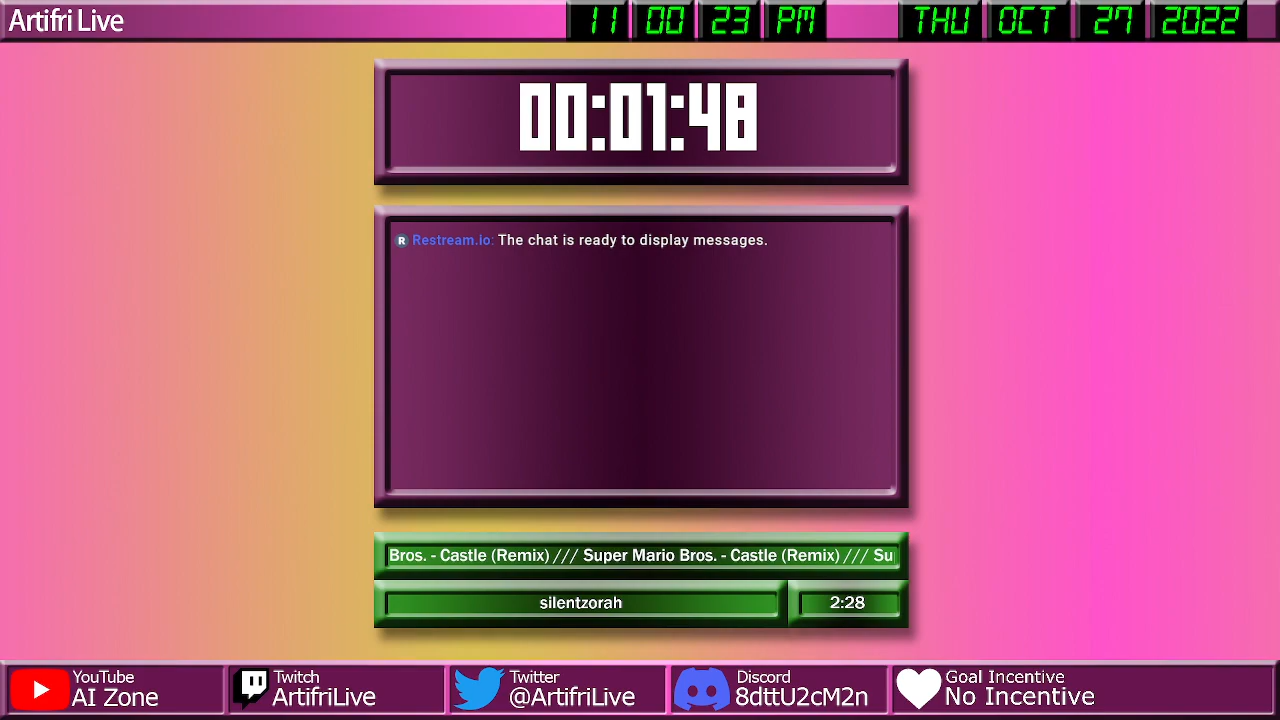 Artifri Live
11 00 23 PM THU OCT 27 2022
00:01:48
R Restream.io: The chat is ready to display messages.
Bros. - Castle (Remix) /// Super Mario Bros. - Castle (Remix) /// Su
silentzorah
2:28
YouTube
AI Zone
Twitch
ArtifriLive
Twitter
@ArtifriLive
Discord
8dttU2cM2n
Goal Incentive
No Incentive